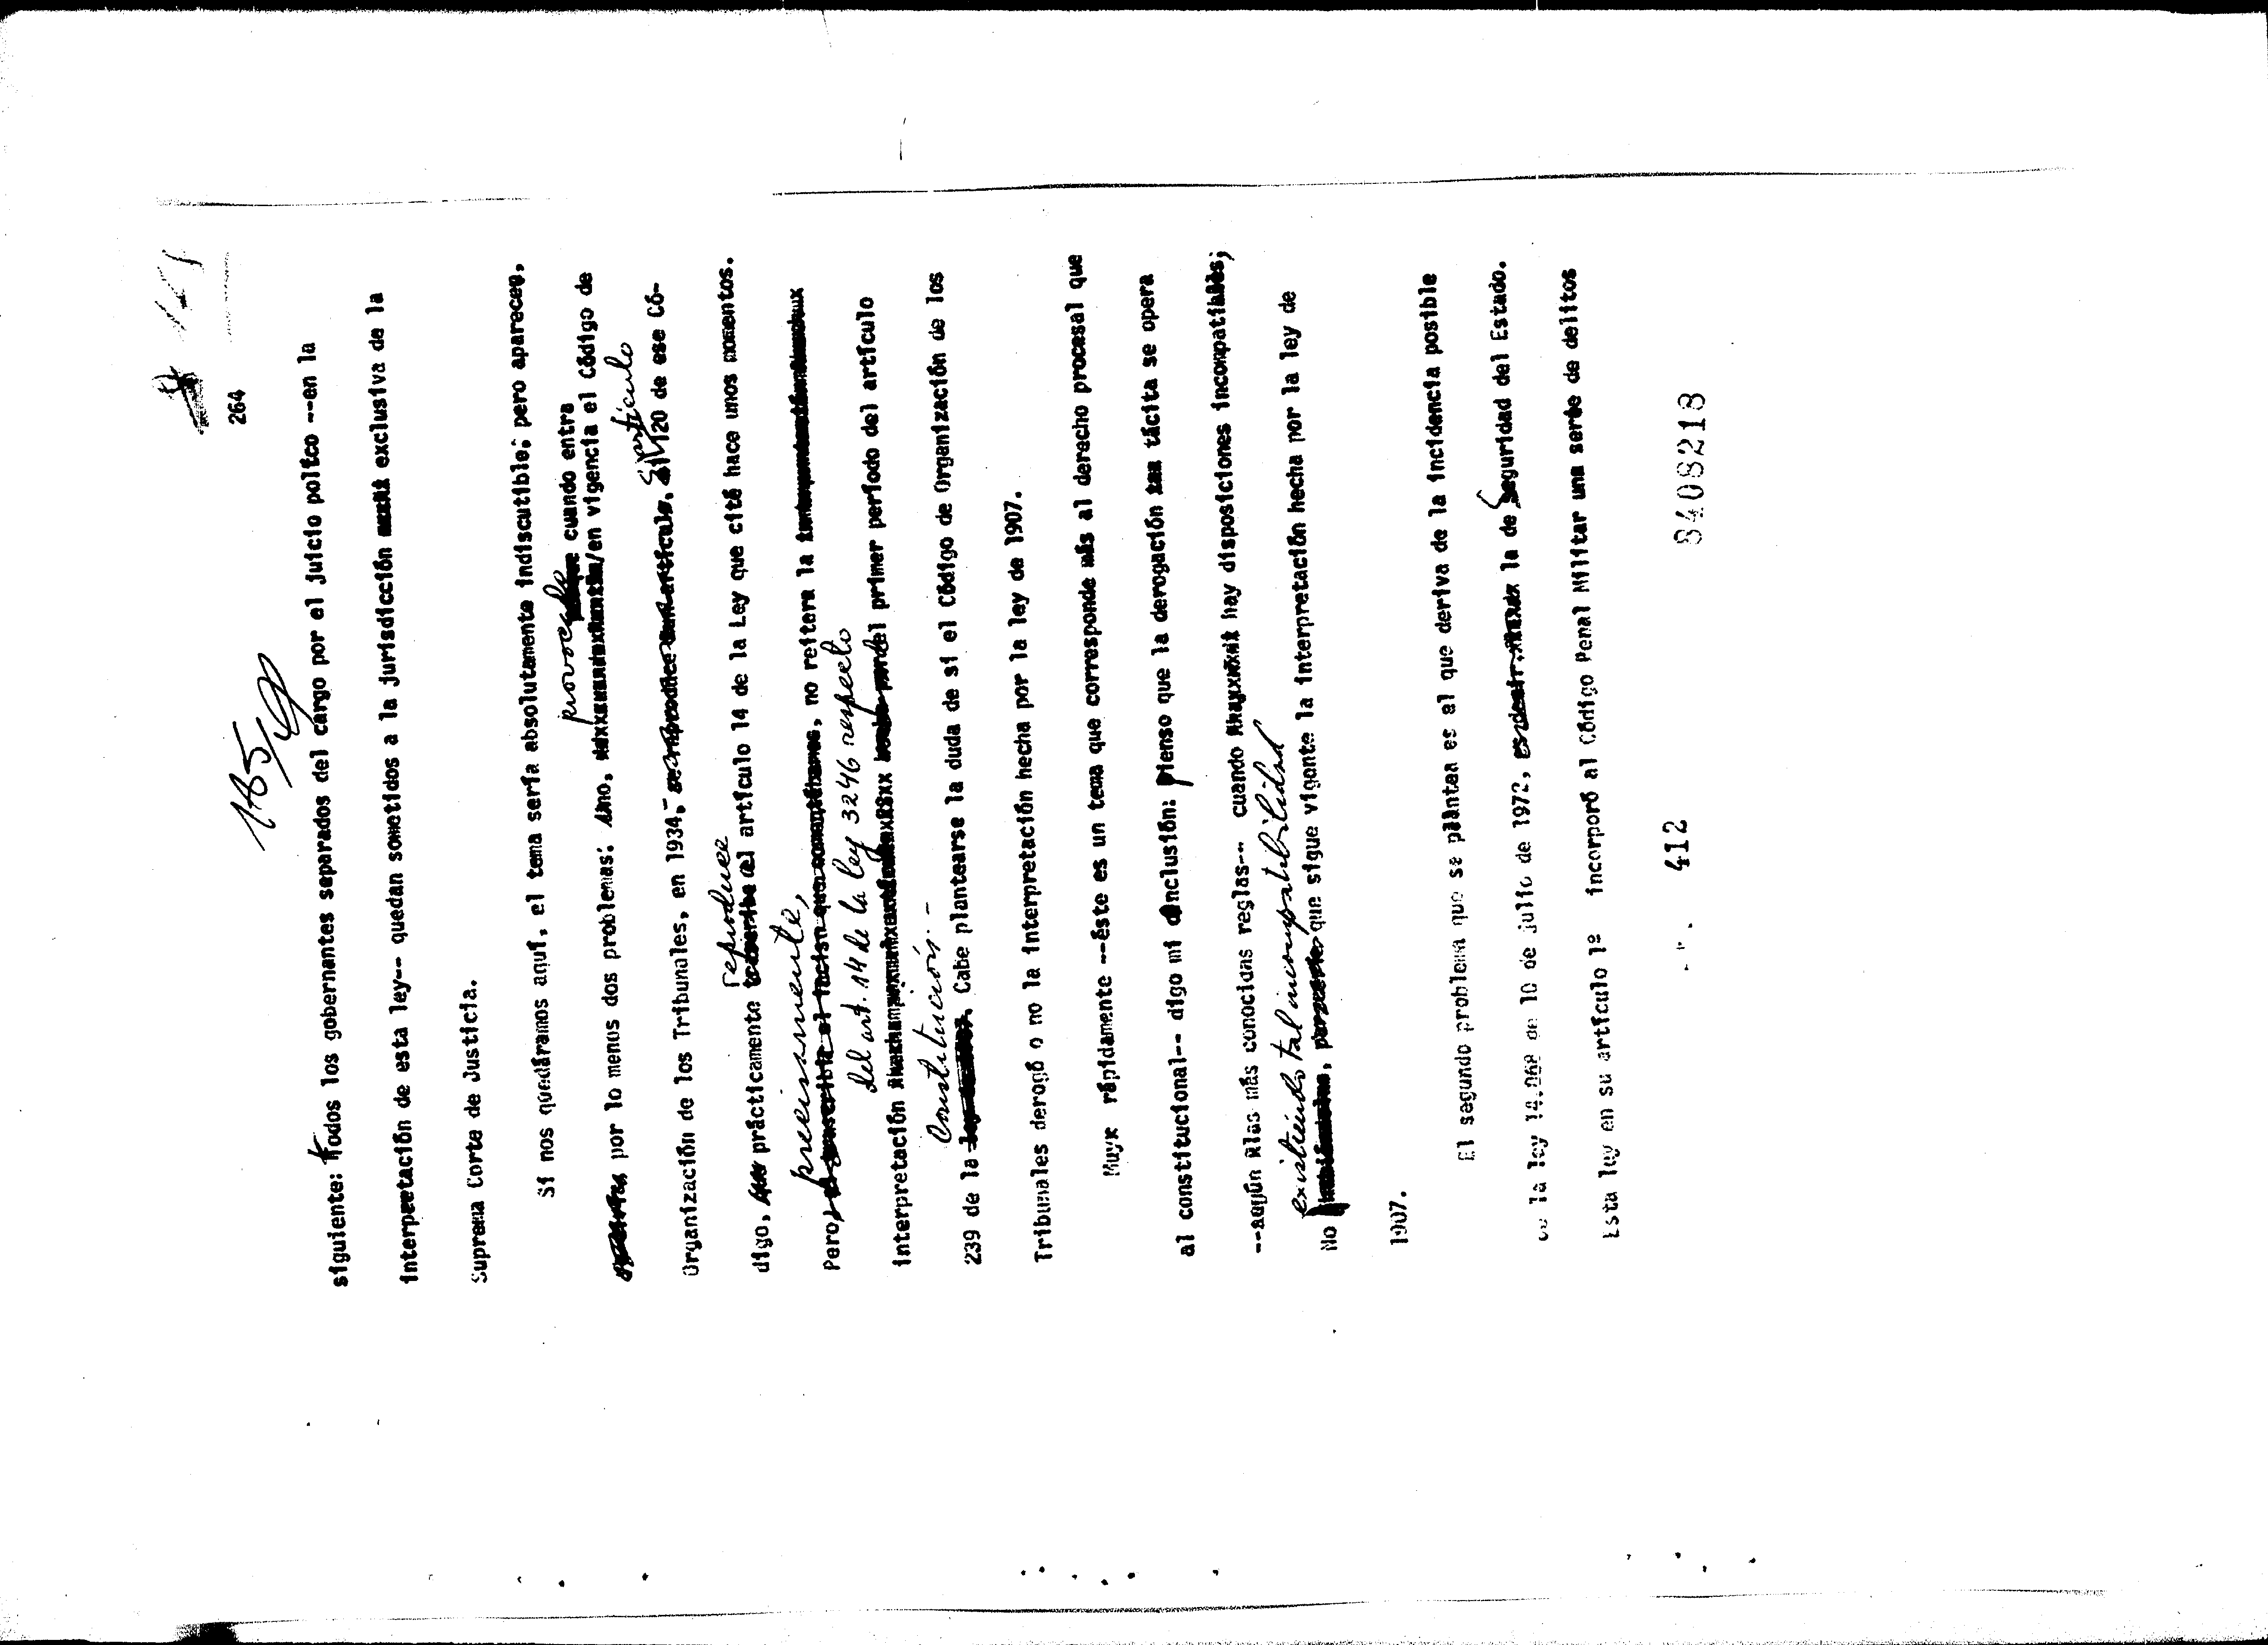 264
185/49
siguiente: todos los gobernantes separados del cargo por el juicio polítco --en la
interpretación de esta ley-- quedan sometidos a la jurisdicción exclusiva de la
Suprema Corte de Justicia.
Si nos quedáramos aquí, el tema sería absolutamente indiscutible; pero aparecen,
cuando entra
por lo menos dos problemas: uno, /en vigencia el Código de
artículo
Organización de los Tribunales, en 1934, El 120 de ese Có-
reproduce
digo, prácticamente el artículo 14 de la Ley que cité hace unos momentos.
precisamente,
Pero, no reitera la
del art. 14 de la ley 3246 respecto
interpretación del primer período del artículo
Constitución.-
239 de la Cabe plantearse la duda de si el Código de Organización de los
Tribunales derogó o no la interpretación hecha por la ley de 1907.
Muyx rápidamente --éste es un tema que corresponde más al derecho procesal que
al constitucional-- digo mi conclusión: pienso que la derogación tácita se opera
--según las más conocidas reglas-- cuando hay disposiciones incompatibles;
existiendo tal incompatibilidad
No , que sigue vigente la interpretación hecha por la ley de
1907.
El segundo problema que se plantea es el que deriva de la incidencia posible
de la ley 14.068 de 10 de julio de 1972, la de Seguridad del Estado.
Esta ley en su artículo 1º incorporó al Código Penal Militar una serie de delitos
412 8408218